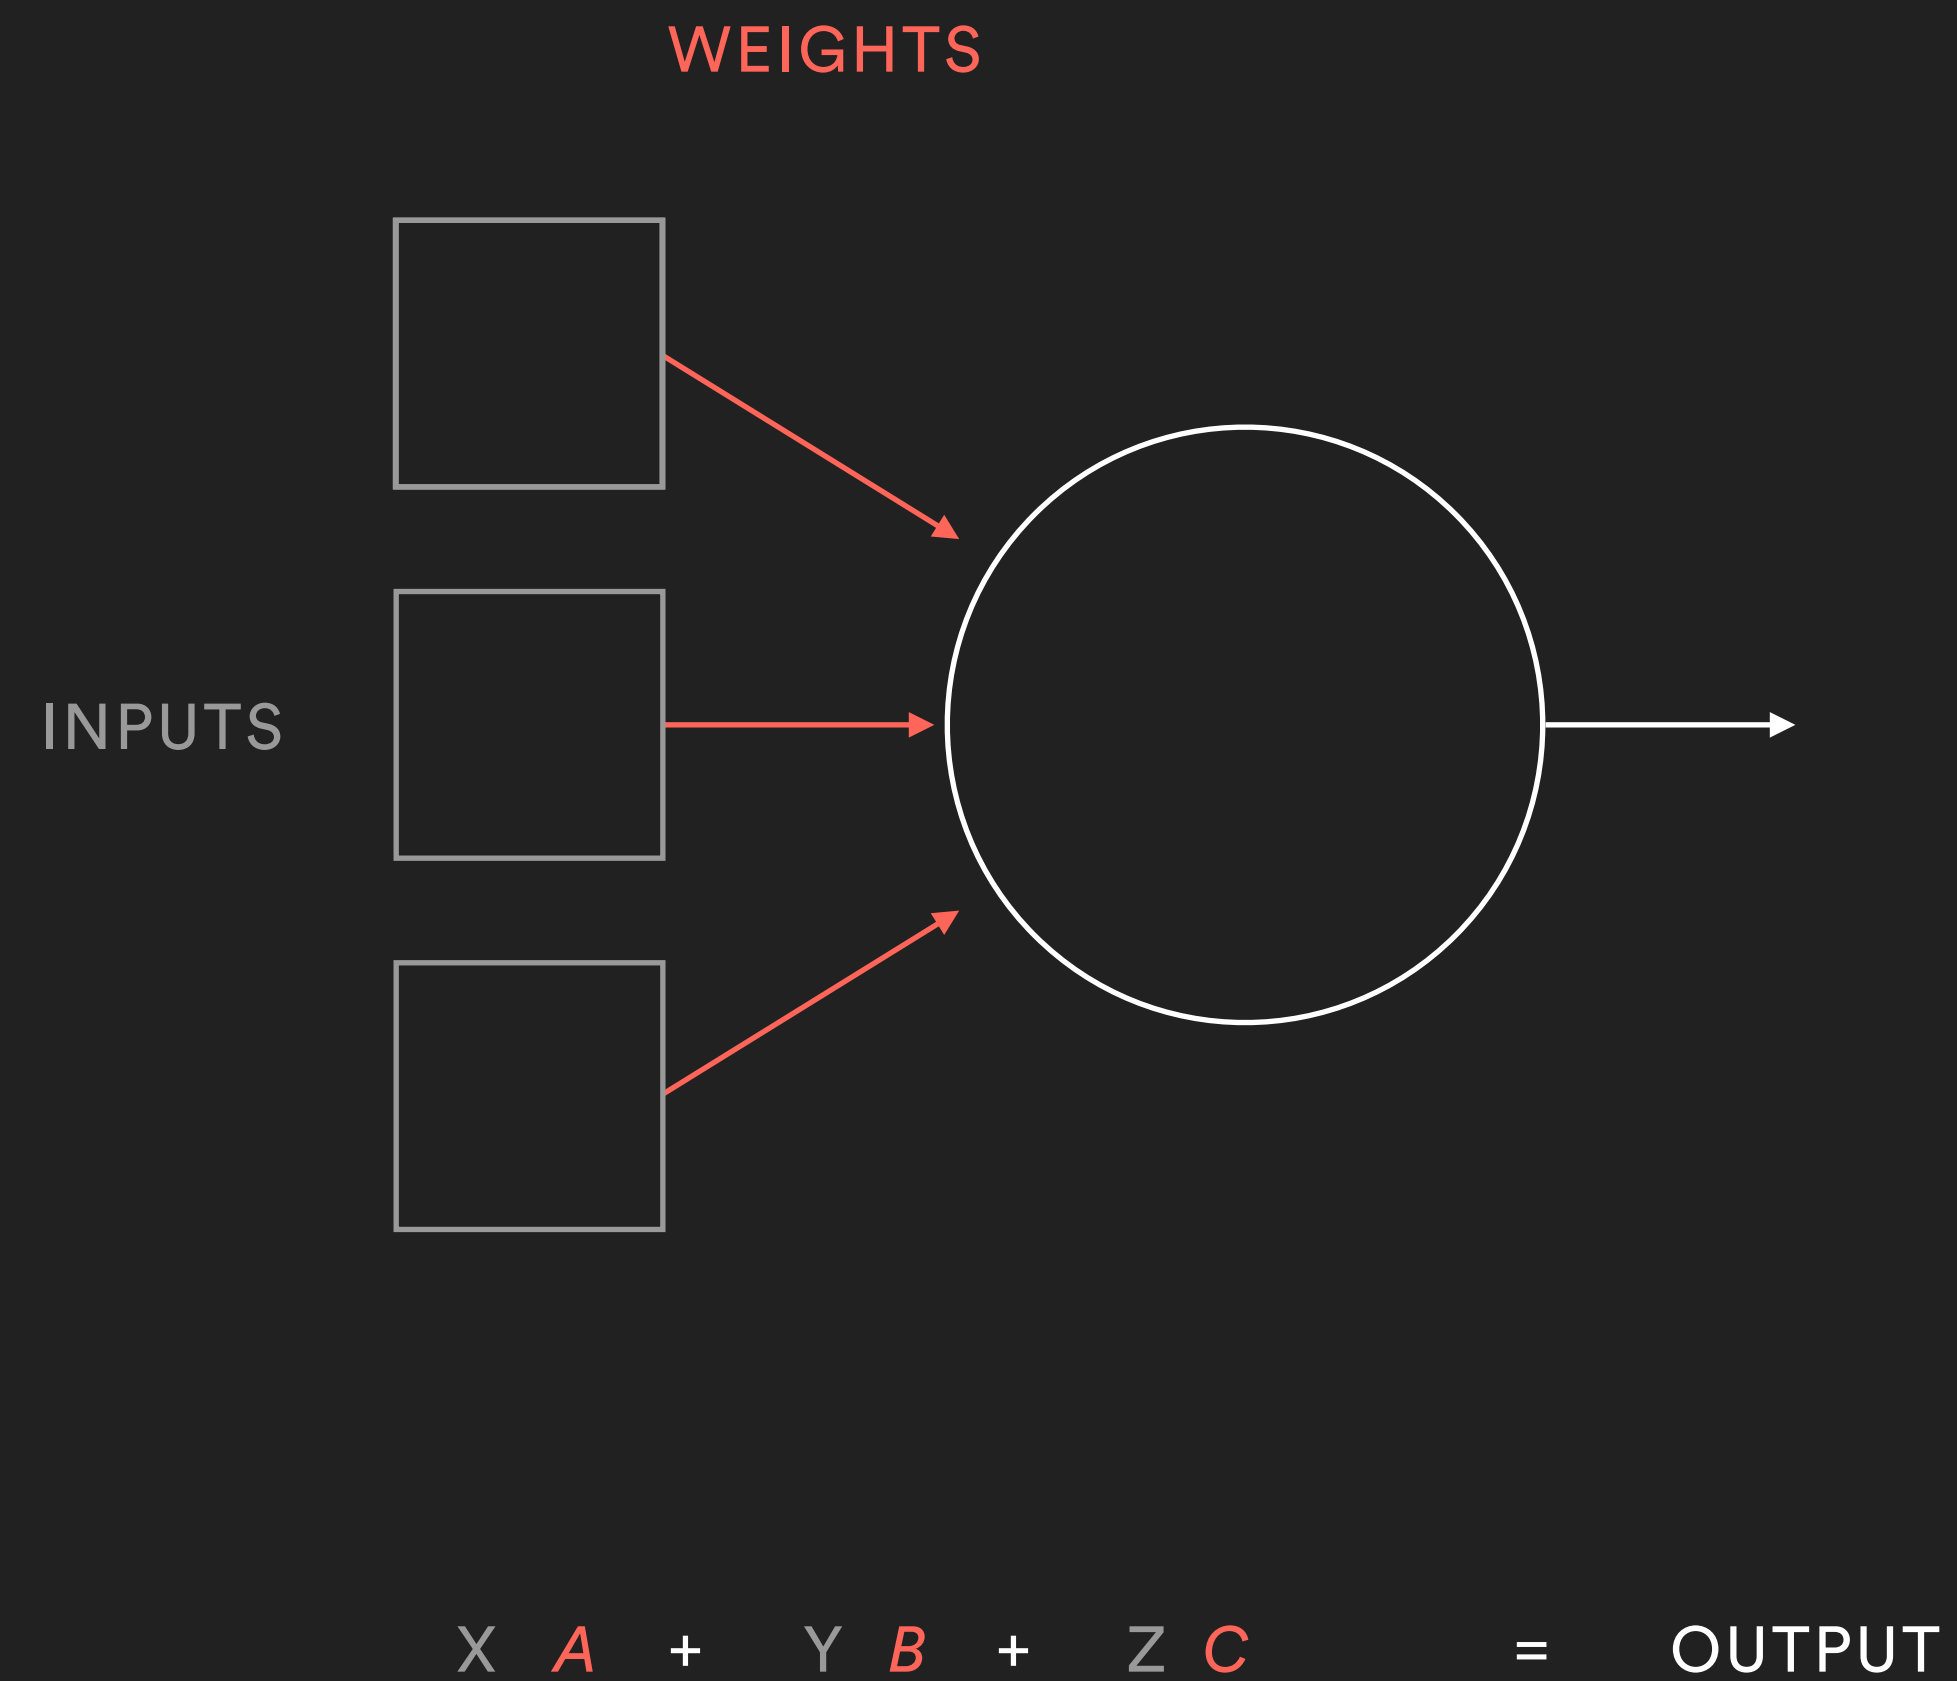 WEIGHTS
INPUTS
X A + Y B + Z C = OUTPUT